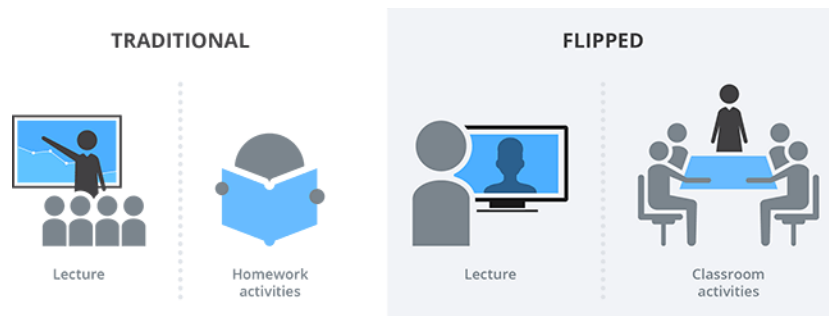 TRADITIONAL
Lecture
Homework
activities
FLIPPED
Lecture
Classroom
activities